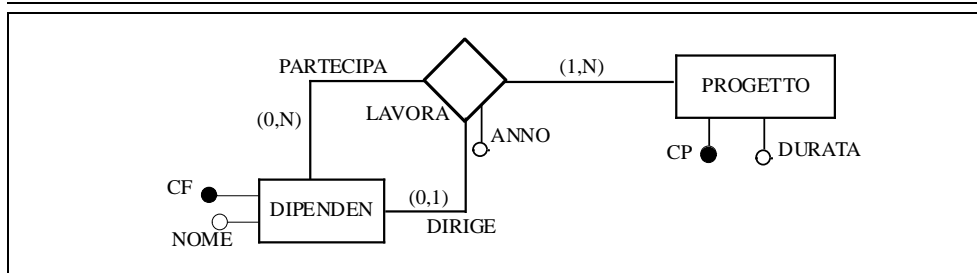 PARTECIPA
(1,N)
PROGETTO
LAVORA
(0,N)
ANNO
CP
DURATA
CF
DIPENDEN
(0,1)
NOME
DIRIGE